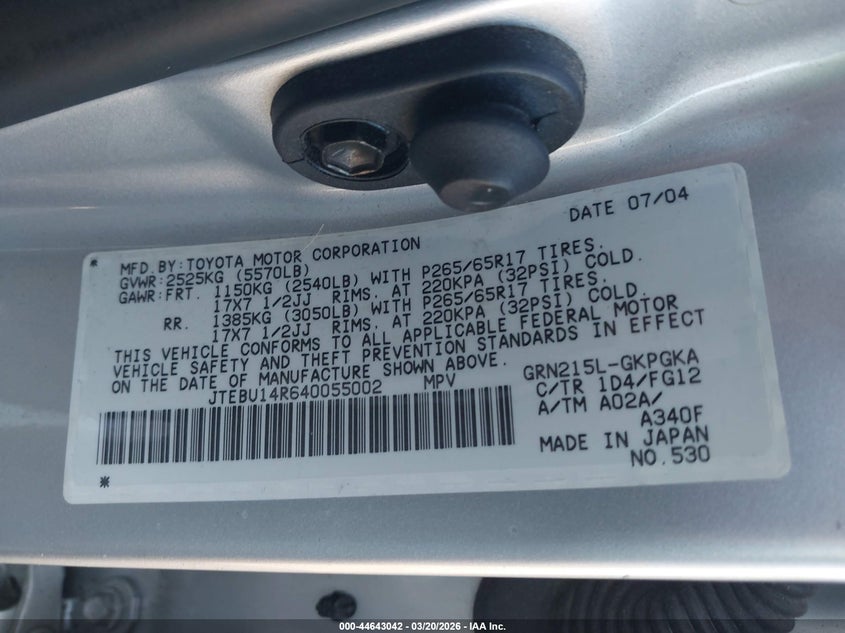 DATE 07/04
* MFD.BY:TOYOTA MOTOR CORPORATION
GVWR:2525KG (5570LB)
GAWR:FRT. 1150KG (2540LB) WITH P265/65R17 TIRES.
17X7 1/2JJ RIMS. AT 220KPA (32PSI) COLD.
RR. 1385KG (3050LB) WITH P265/65R17 TIRES.
17X7 1/2JJ RIMS. AT 220KPA (32PSI) COLD.
THIS VEHICLE CONFORMS TO ALL APPLICABLE FEDERAL MOTOR
VEHICLE SAFETY AND THEFT PREVENTION STANDARDS IN EFFECT
ON THE DATE OF MANUFACTURE SHOWN ABOVE.
JTEBU14R640055002 MPV GRN215L-GKPGKA
C/TR 1D4/FG12
A/TM A02A/
A340F
MADE IN JAPAN
* NO.530
000-44643042 - 03/20/2026 - IAA Inc.